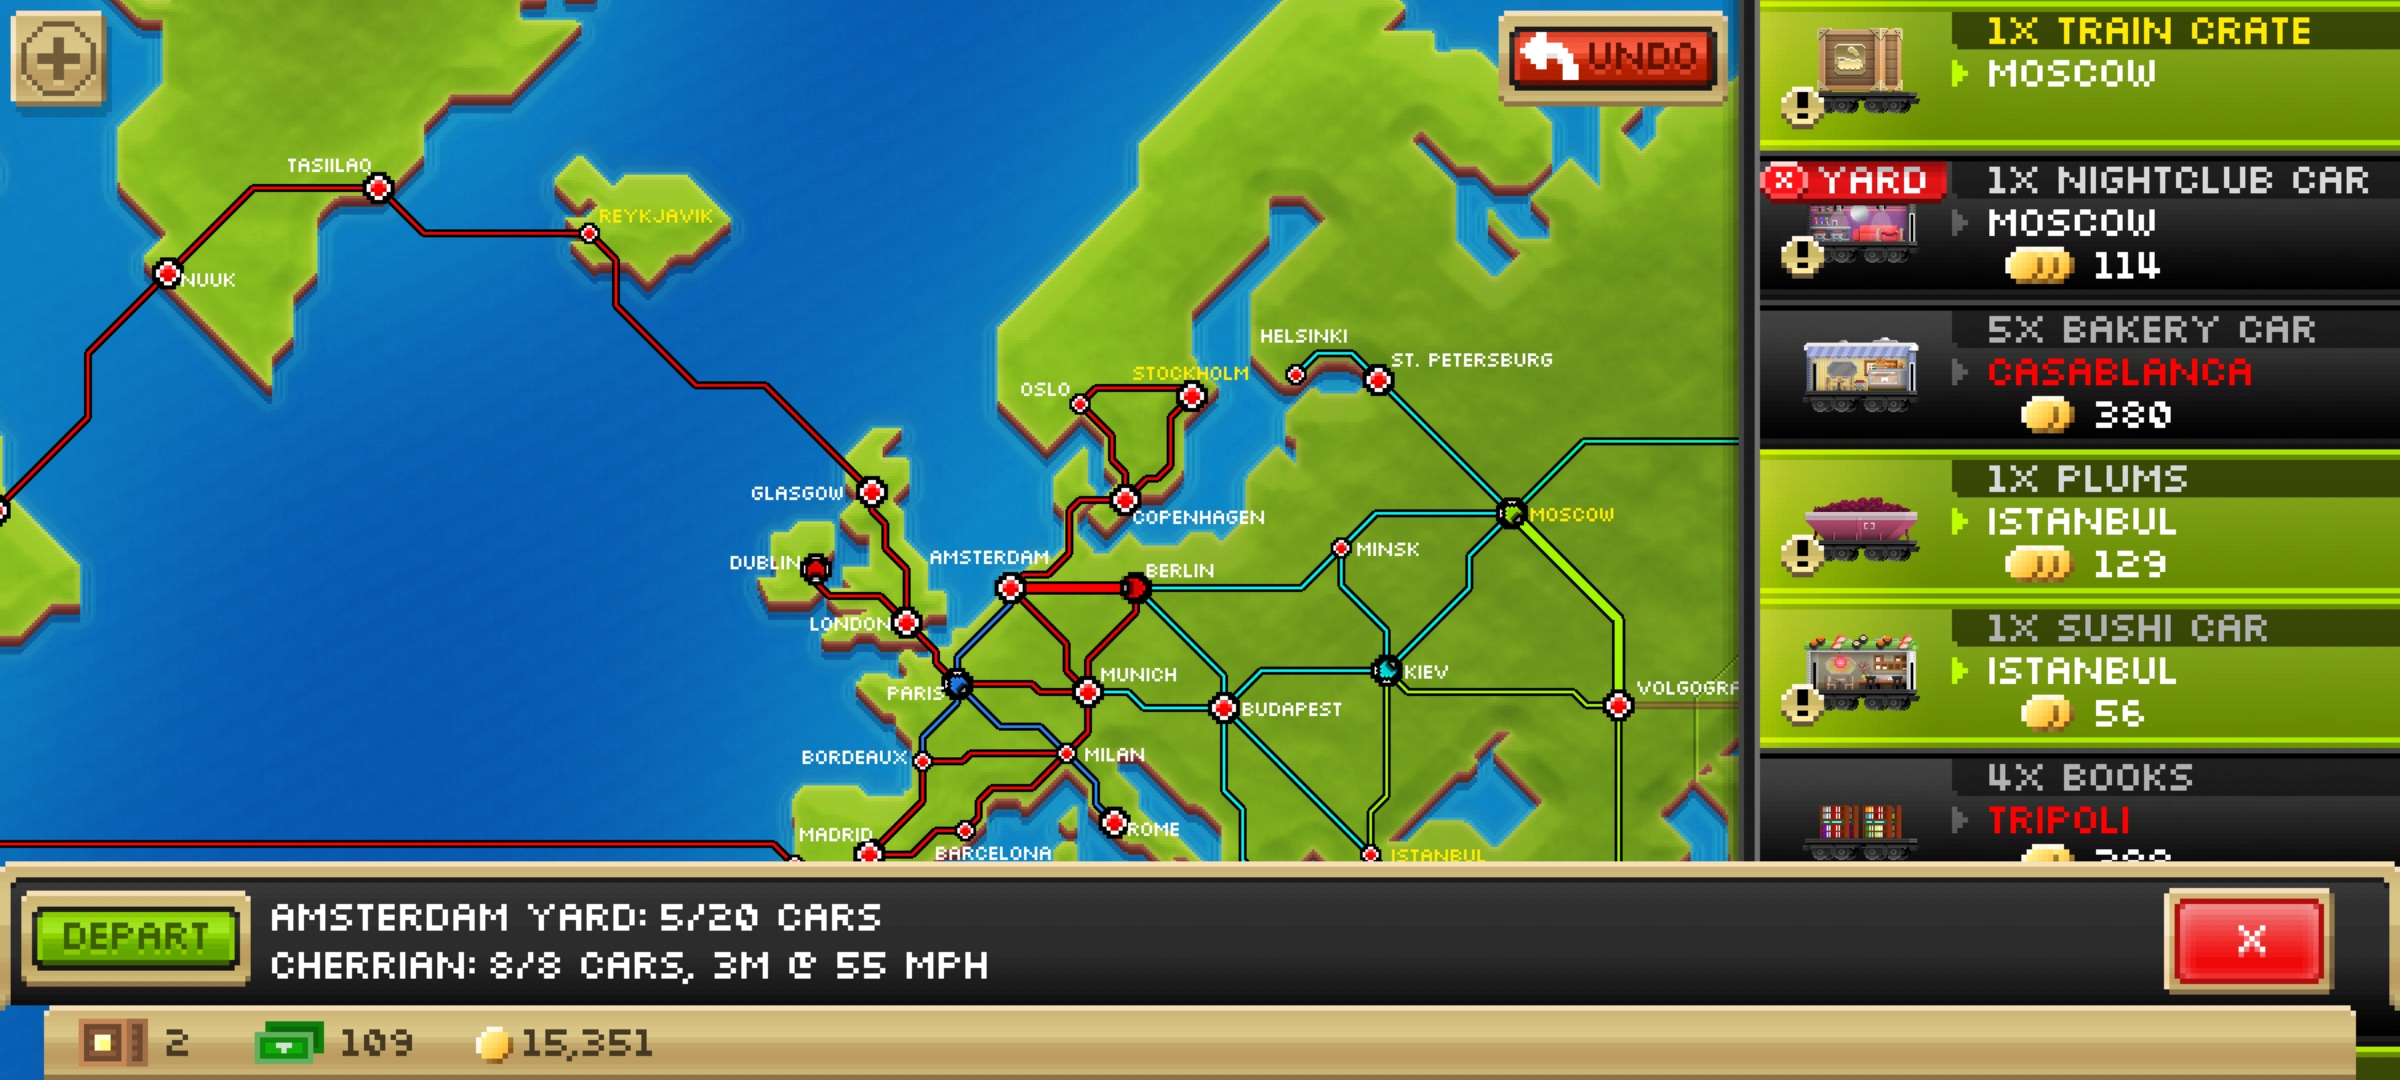 UNDO
TASIILAQ
REYKJAVIK
NUUK
HELSINKI
ST. PETERSBURG
STOCKHOLM
OSLO
GLASGOW
COPENHAGEN
MOSCOW
DUBLIN
AMSTERDAM
BERLIN
MINSK
LONDON
PARIS
MUNICH
KIEV
BUDAPEST
VOLGOGRA
BORDEAUX
MILAN
MADRID
ROME
BARCELONA
ISTANBUL
1X TRAIN CRATE
MOSCOW
YARD
1X NIGHTCLUB CAR
MOSCOW
114
5X BAKERY CAR
CASABLANCA
380
1X PLUMS
ISTANBUL
129
1X SUSHI CAR
ISTANBUL
56
4X BOOKS
TRIPOLI
DEPART
AMSTERDAM YARD: 5/20 CARS
CHERRIAN: 8/8 CARS, 3M @ 55 MPH
X
2
109
15,351